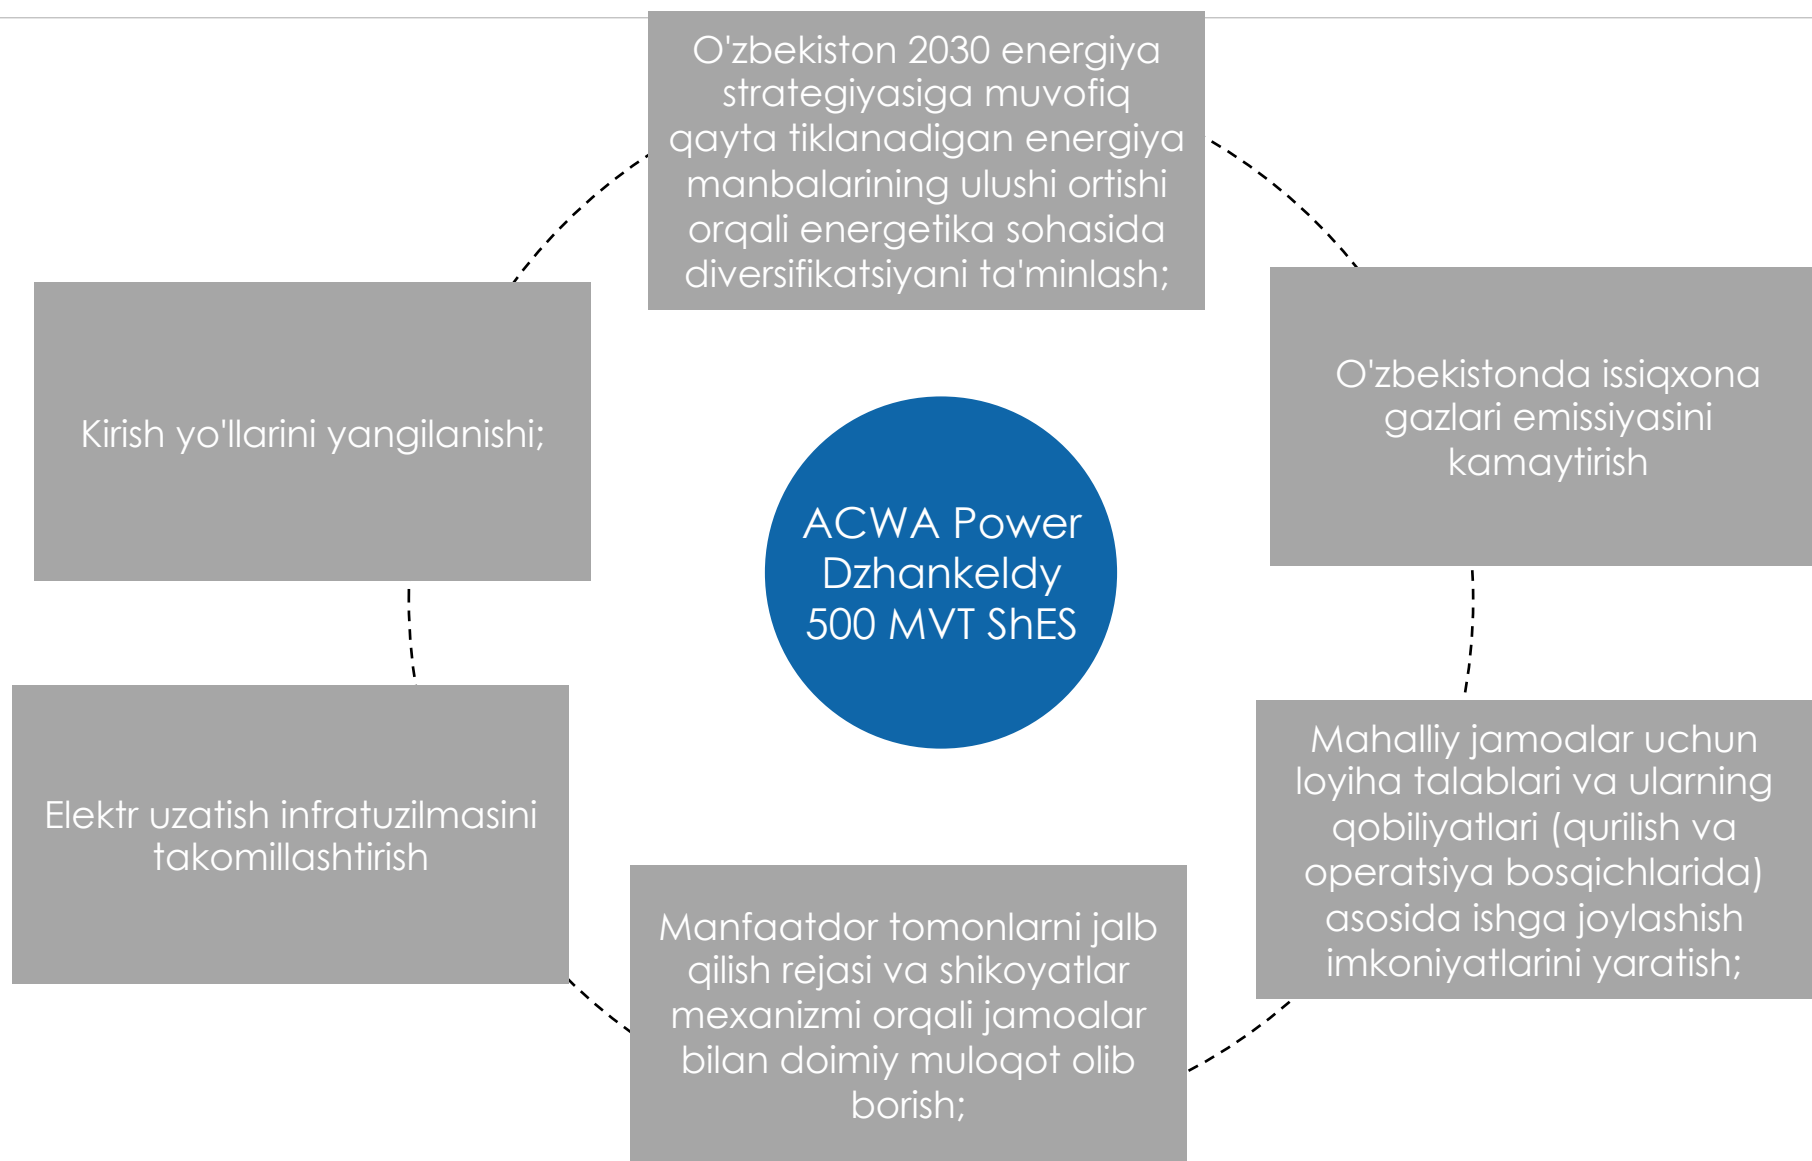 O'zbekiston 2030 energiya
strategiyasiga muvofiq
qayta tiklanadigan energiya
manbalarining ulushi ortishi
orqali energetika sohasida
diversifikatsiyani ta'minlash;
O'zbekistonda issiqxona
gazlari emissiyasini
kamaytirish
Mahalliy jamoalar uchun
loyiha talablari va ularning
qobiliyatlari (qurilish va
operatsiya bosqichlarida)
asosida ishga joylashish
imkoniyatlarini yaratish;
Manfaatdor tomonlarni jalb
qilish rejasi va shikoyatlar
mexanizmi orqali jamoalar
bilan doimiy muloqot olib
borish;
Elektr uzatish infratuzilmasini
takomillashtirish
Kirish yo'llarini yangilanishi;
ACWA Power
Dzhankeldy
500 MVT ShES